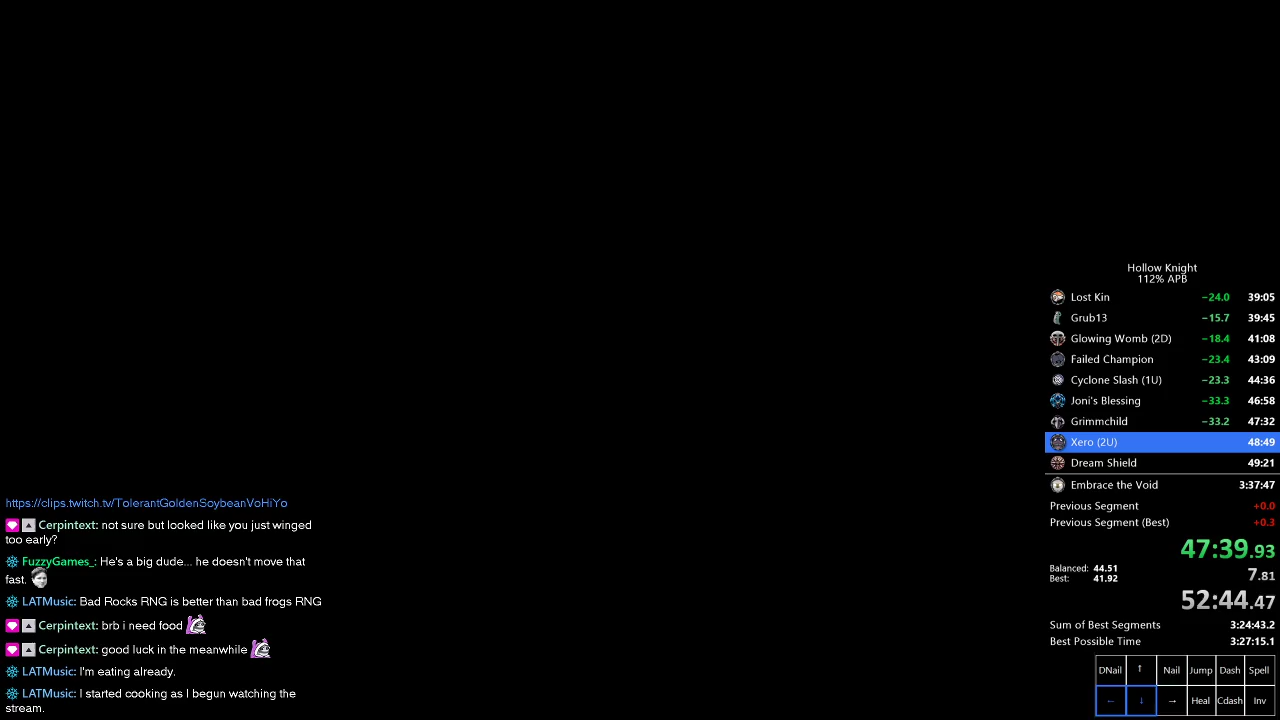 Hollow Knight
112% APB
Lost Kin −24.0 39:05
Grub13 −15.7 39:45
Glowing Womb (2D) −18.4 41:08
Failed Champion −23.4 43:09
Cyclone Slash (1U) −23.3 44:36
Joni's Blessing −33.3 46:58
Grimmchild −33.2 47:32
Xero (2U) 48:49
Dream Shield 49:21
Embrace the Void 3:37:47
Previous Segment +0.0
Previous Segment (Best) +0.3
47:39.93
Balanced: 44.51
Best: 41.92
7.81
52:44.47
Sum of Best Segments 3:24:43.2
Best Possible Time 3:27:15.1
DNail ↑ Nail Jump Dash Spell
← ↓ → Heal Cdash Inv
https://clips.twitch.tv/TolerantGoldenSoybeanVoHiYo
Cerpintext: not sure but looked like you just winged
too early?
FuzzyGames_: He's a big dude... he doesn't move that
fast.
LATMusic: Bad Rocks RNG is better than bad frogs RNG
Cerpintext: brb i need food
Cerpintext: good luck in the meanwhile
LATMusic: I'm eating already.
LATMusic: I started cooking as I begun watching the
stream.